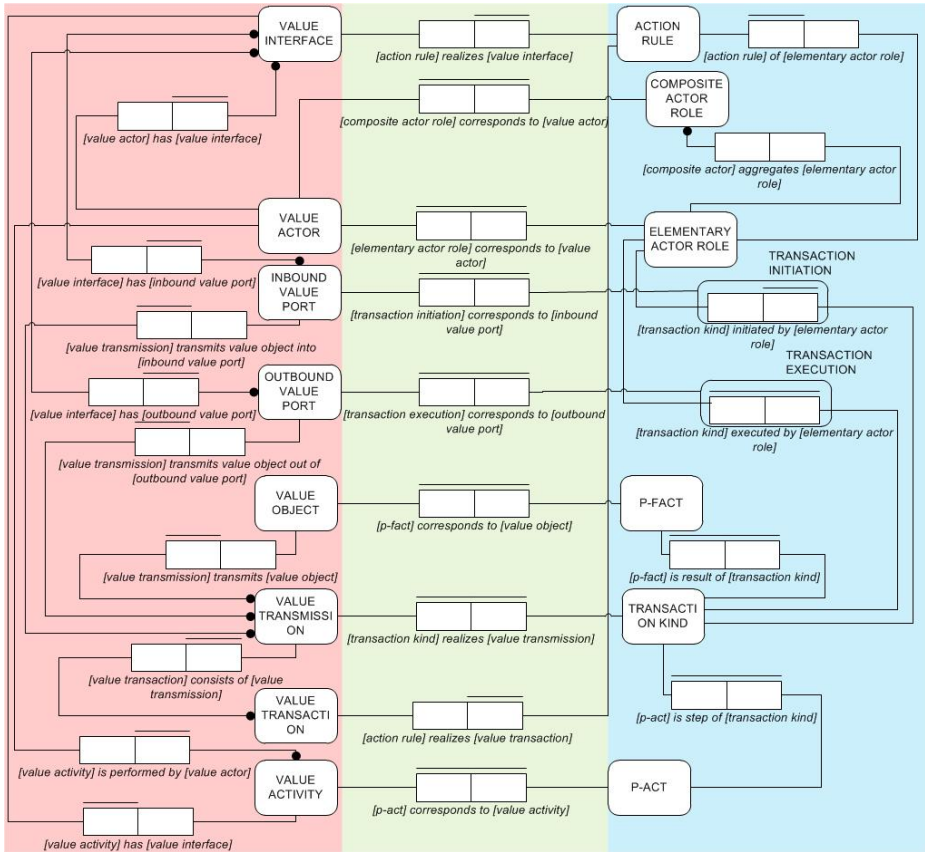 VALUE
INTERFACE
[action rule] realizes [value interface]
ACTION
RULE
[action rule] of [elementary actor role]
COMPOSITE
ACTOR
ROLE
[value actor] has [value interface]
[composite actor role] corresponds to [value actor]
[composite actor] aggregates [elementary actor
role]
VALUE
ACTOR
[elementary actor role] corresponds to [value
actor]
ELEMENTARY
ACTOR ROLE
[value interface] has [inbound value port]
INBOUND
VALUE
PORT
[transaction initiation] corresponds to [inbound
value port]
TRANSACTION
INITIATION
[transaction kind] initiated by [elementary actor
role]
[value transmission] transmits value object into
[inbound value port]
TRANSACTION
EXECUTION
[value interface] has [outbound value port]
OUTBOUND
VALUE
PORT
[transaction execution] corresponds to [outbound
value port]
[transaction kind] executed by [elementary actor
role]
[value transmission] transmits value object out of
[outbound value port]
VALUE
OBJECT
[p-fact] corresponds to [value object]
P-FACT
[value transmission] transmits [value object]
[p-fact] is result of [transaction kind]
VALUE
TRANSMISSI
ON
[transaction kind] realizes [value transmission]
TRANSACTI
ON KIND
[value transaction] consists of [value
transmission]
VALUE
TRANSACTI
ON
[action rule] realizes [value transaction]
[p-act] is step of [transaction kind]
[value activity] is performed by [value actor]
VALUE
ACTIVITY
[p-act] corresponds to [value activity]
P-ACT
[value activity] has [value interface]